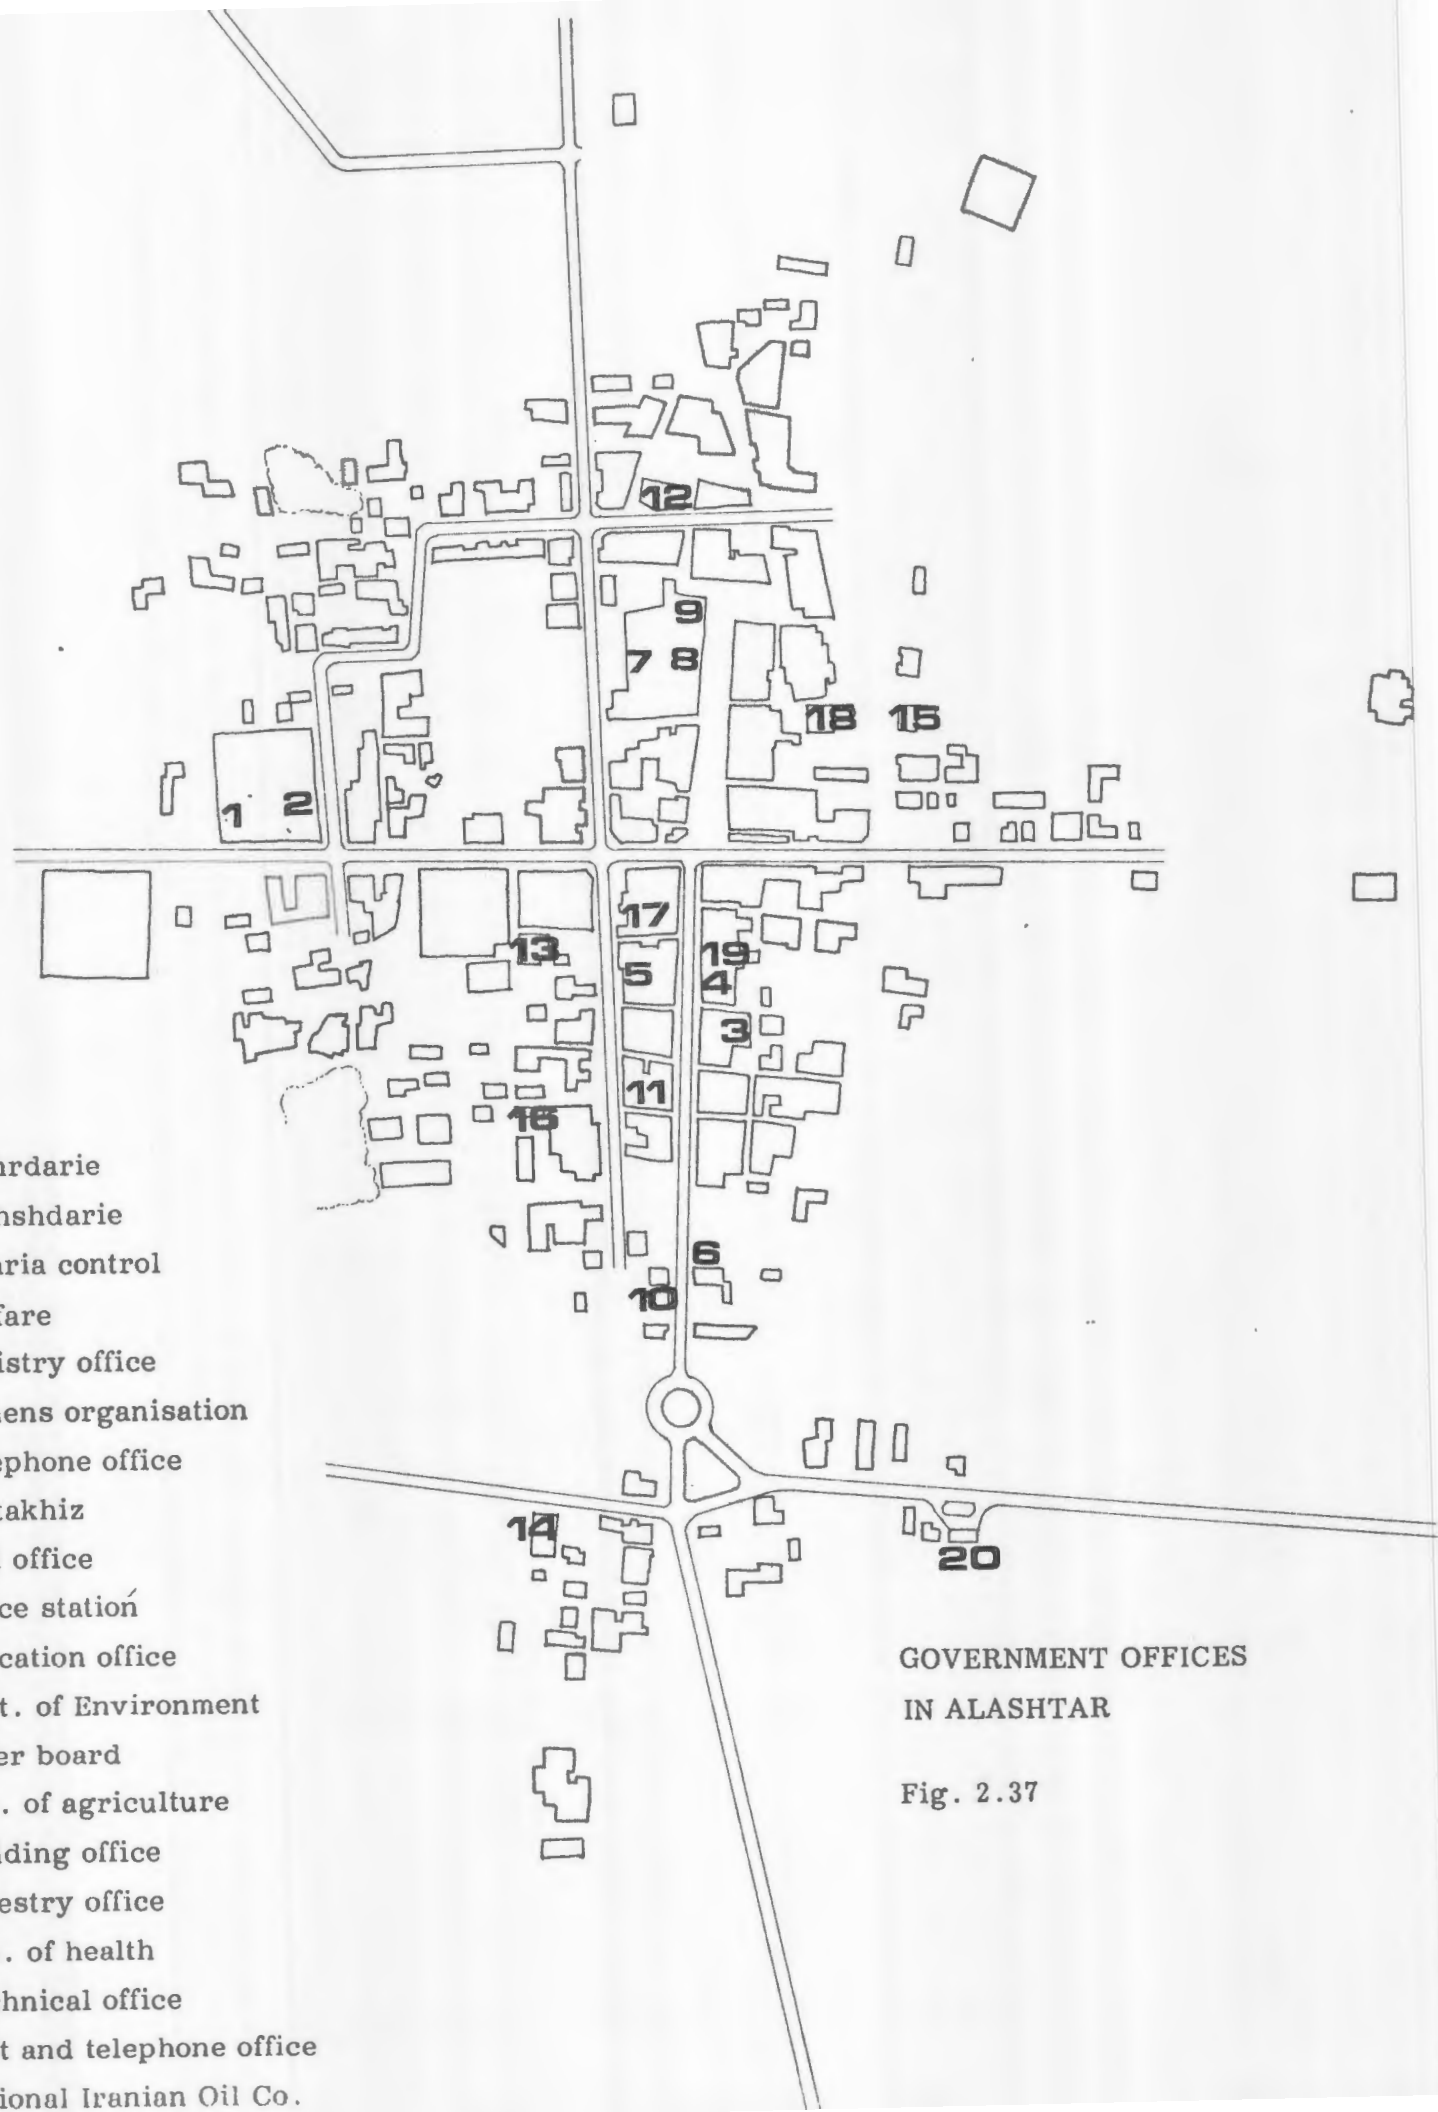 12
9
7 8
18 15
1 2
17
13 19
5 4
3
11
16
6
10
14
20
hrdarie
nshdarie
aria control
fare
istry office
ens organisation
ephone office
takhiz
office
ce station
cation office
t. of Environment
er board
. of agriculture
ding office
estry office
. of health
hnical office
t and telephone office
ional Iranian Oil Co.
GOVERNMENT OFFICES
IN ALASHTAR
Fig. 2.37